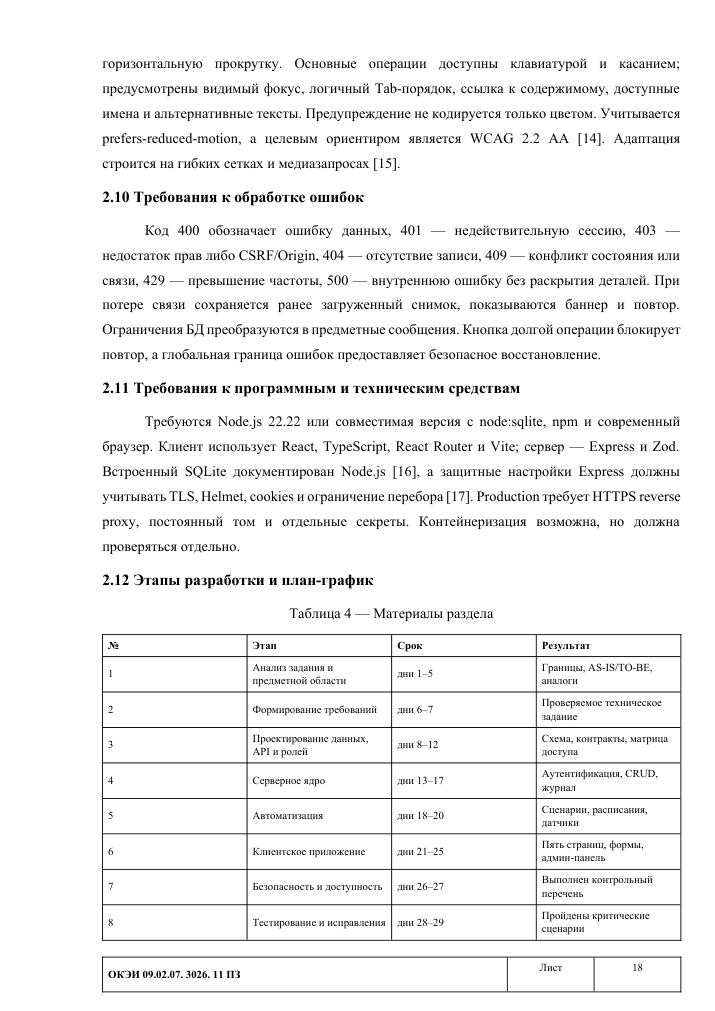 горизонтальную прокрутку. Основные операции доступны клавиатурой и касанием;
предусмотрены видимый фокус, логичный Tab-порядок, ссылка к содержимому, доступные
имена и альтернативные тексты. Предупреждение не кодируется только цветом. Учитывается
prefers-reduced-motion, а целевым ориентиром является WCAG 2.2 AA [14]. Адаптация
строится на гибких сетках и медиазапросах [15].
2.10 Требования к обработке ошибок
Код 400 обозначает ошибку данных, 401 — недействительную сессию, 403 —
недостаток прав либо CSRF/Origin, 404 — отсутствие записи, 409 — конфликт состояния или
связи, 429 — превышение частоты, 500 — внутреннюю ошибку без раскрытия деталей. При
потере связи сохраняется ранее загруженный снимок, показываются баннер и повтор.
Ограничения БД преобразуются в предметные сообщения. Кнопка долгой операции блокирует
повтор, а глобальная граница ошибок предоставляет безопасное восстановление.
2.11 Требования к программным и техническим средствам
Требуются Node.js 22.22 или совместимая версия с node:sqlite, npm и современный
браузер. Клиент использует React, TypeScript, React Router и Vite; сервер — Express и Zod.
Встроенный SQLite документирован Node.js [16], а защитные настройки Express должны
учитывать TLS, Helmet, cookies и ограничение перебора [17]. Production требует HTTPS reverse
proxy, постоянный том и отдельные секреты. Контейнеризация возможна, но должна
проверяться отдельно.
2.12 Этапы разработки и план-график
Таблица 4 — Материалы раздела
№ Этап Срок Результат
1 Анализ задания и предметной области дни 1–5 Границы, AS-IS/TO-BE, аналоги
2 Формирование требований дни 6–7 Проверяемое техническое задание
3 Проектирование данных, API и ролей дни 8–12 Схема, контракты, матрица доступа
4 Серверное ядро дни 13–17 Аутентификация, CRUD, журнал
5 Автоматизация дни 18–20 Сценарии, расписания, датчики
6 Клиентское приложение дни 21–25 Пять страниц, формы, админ-панель
7 Безопасность и доступность дни 26–27 Выполнен контрольный перечень
8 Тестирование и исправления дни 28–29 Пройдены критические сценарии
ОКЭИ 09.02.07. 3026. 11 ПЗ Лист 18